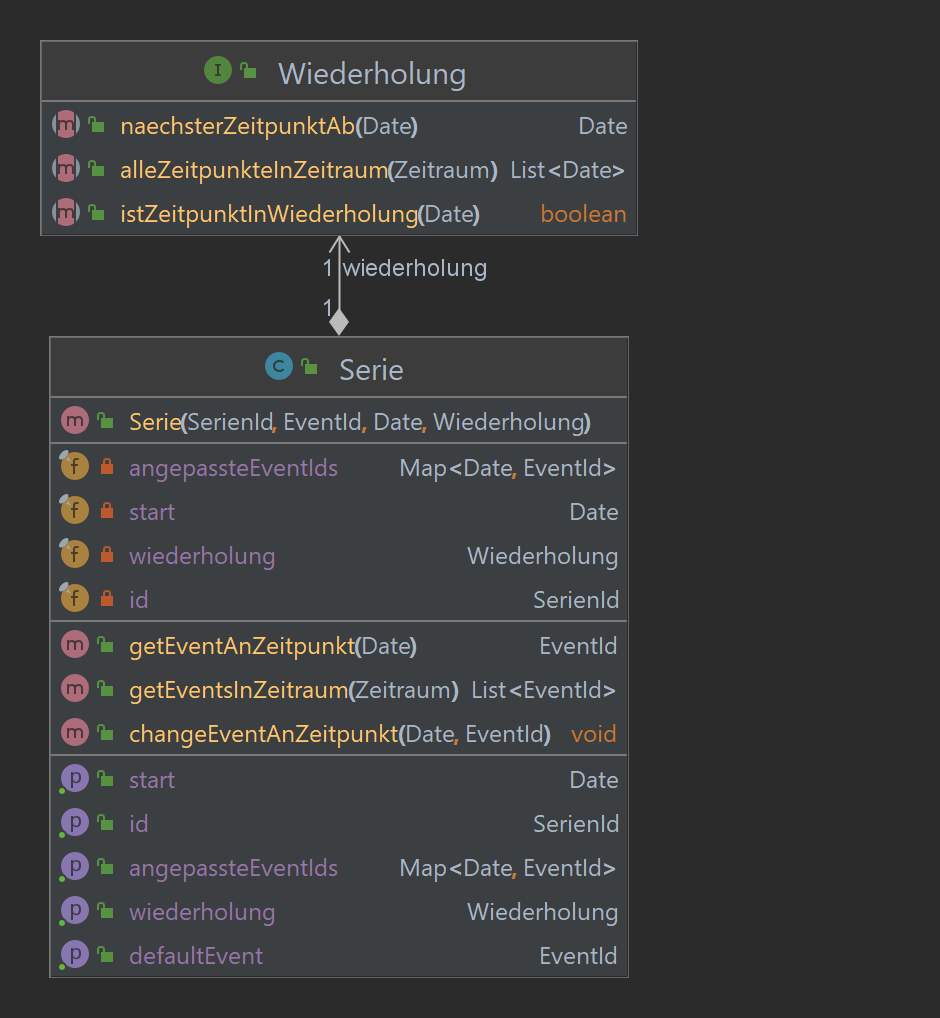 I Wiederholung
m naechsterZeitpunktAb(Date) Date
m alleZeitpunkteInZeitraum(Zeitraum) List<Date>
m istZeitpunktInWiederholung(Date) boolean
1 wiederholung
1
C Serie
m Serie(SerienId, EventId, Date, Wiederholung)
f angepassteEventIds Map<Date, EventId>
f start Date
f wiederholung Wiederholung
f id SerienId
m getEventAnZeitpunkt(Date) EventId
m getEventsInZeitraum(Zeitraum) List<EventId>
m changeEventAnZeitpunkt(Date, EventId) void
p start Date
p id SerienId
p angepassteEventIds Map<Date, EventId>
p wiederholung Wiederholung
p defaultEvent EventId